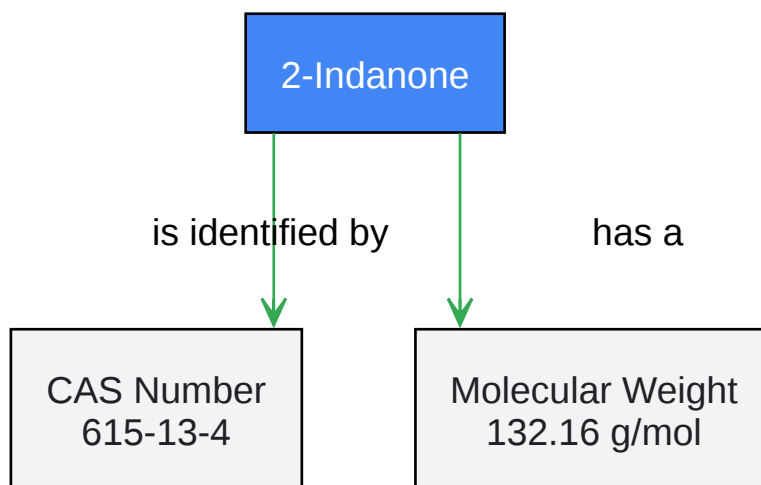 2-Indanone
is identified by
has a
CAS Number
615-13-4
Molecular Weight
132.16 g/mol